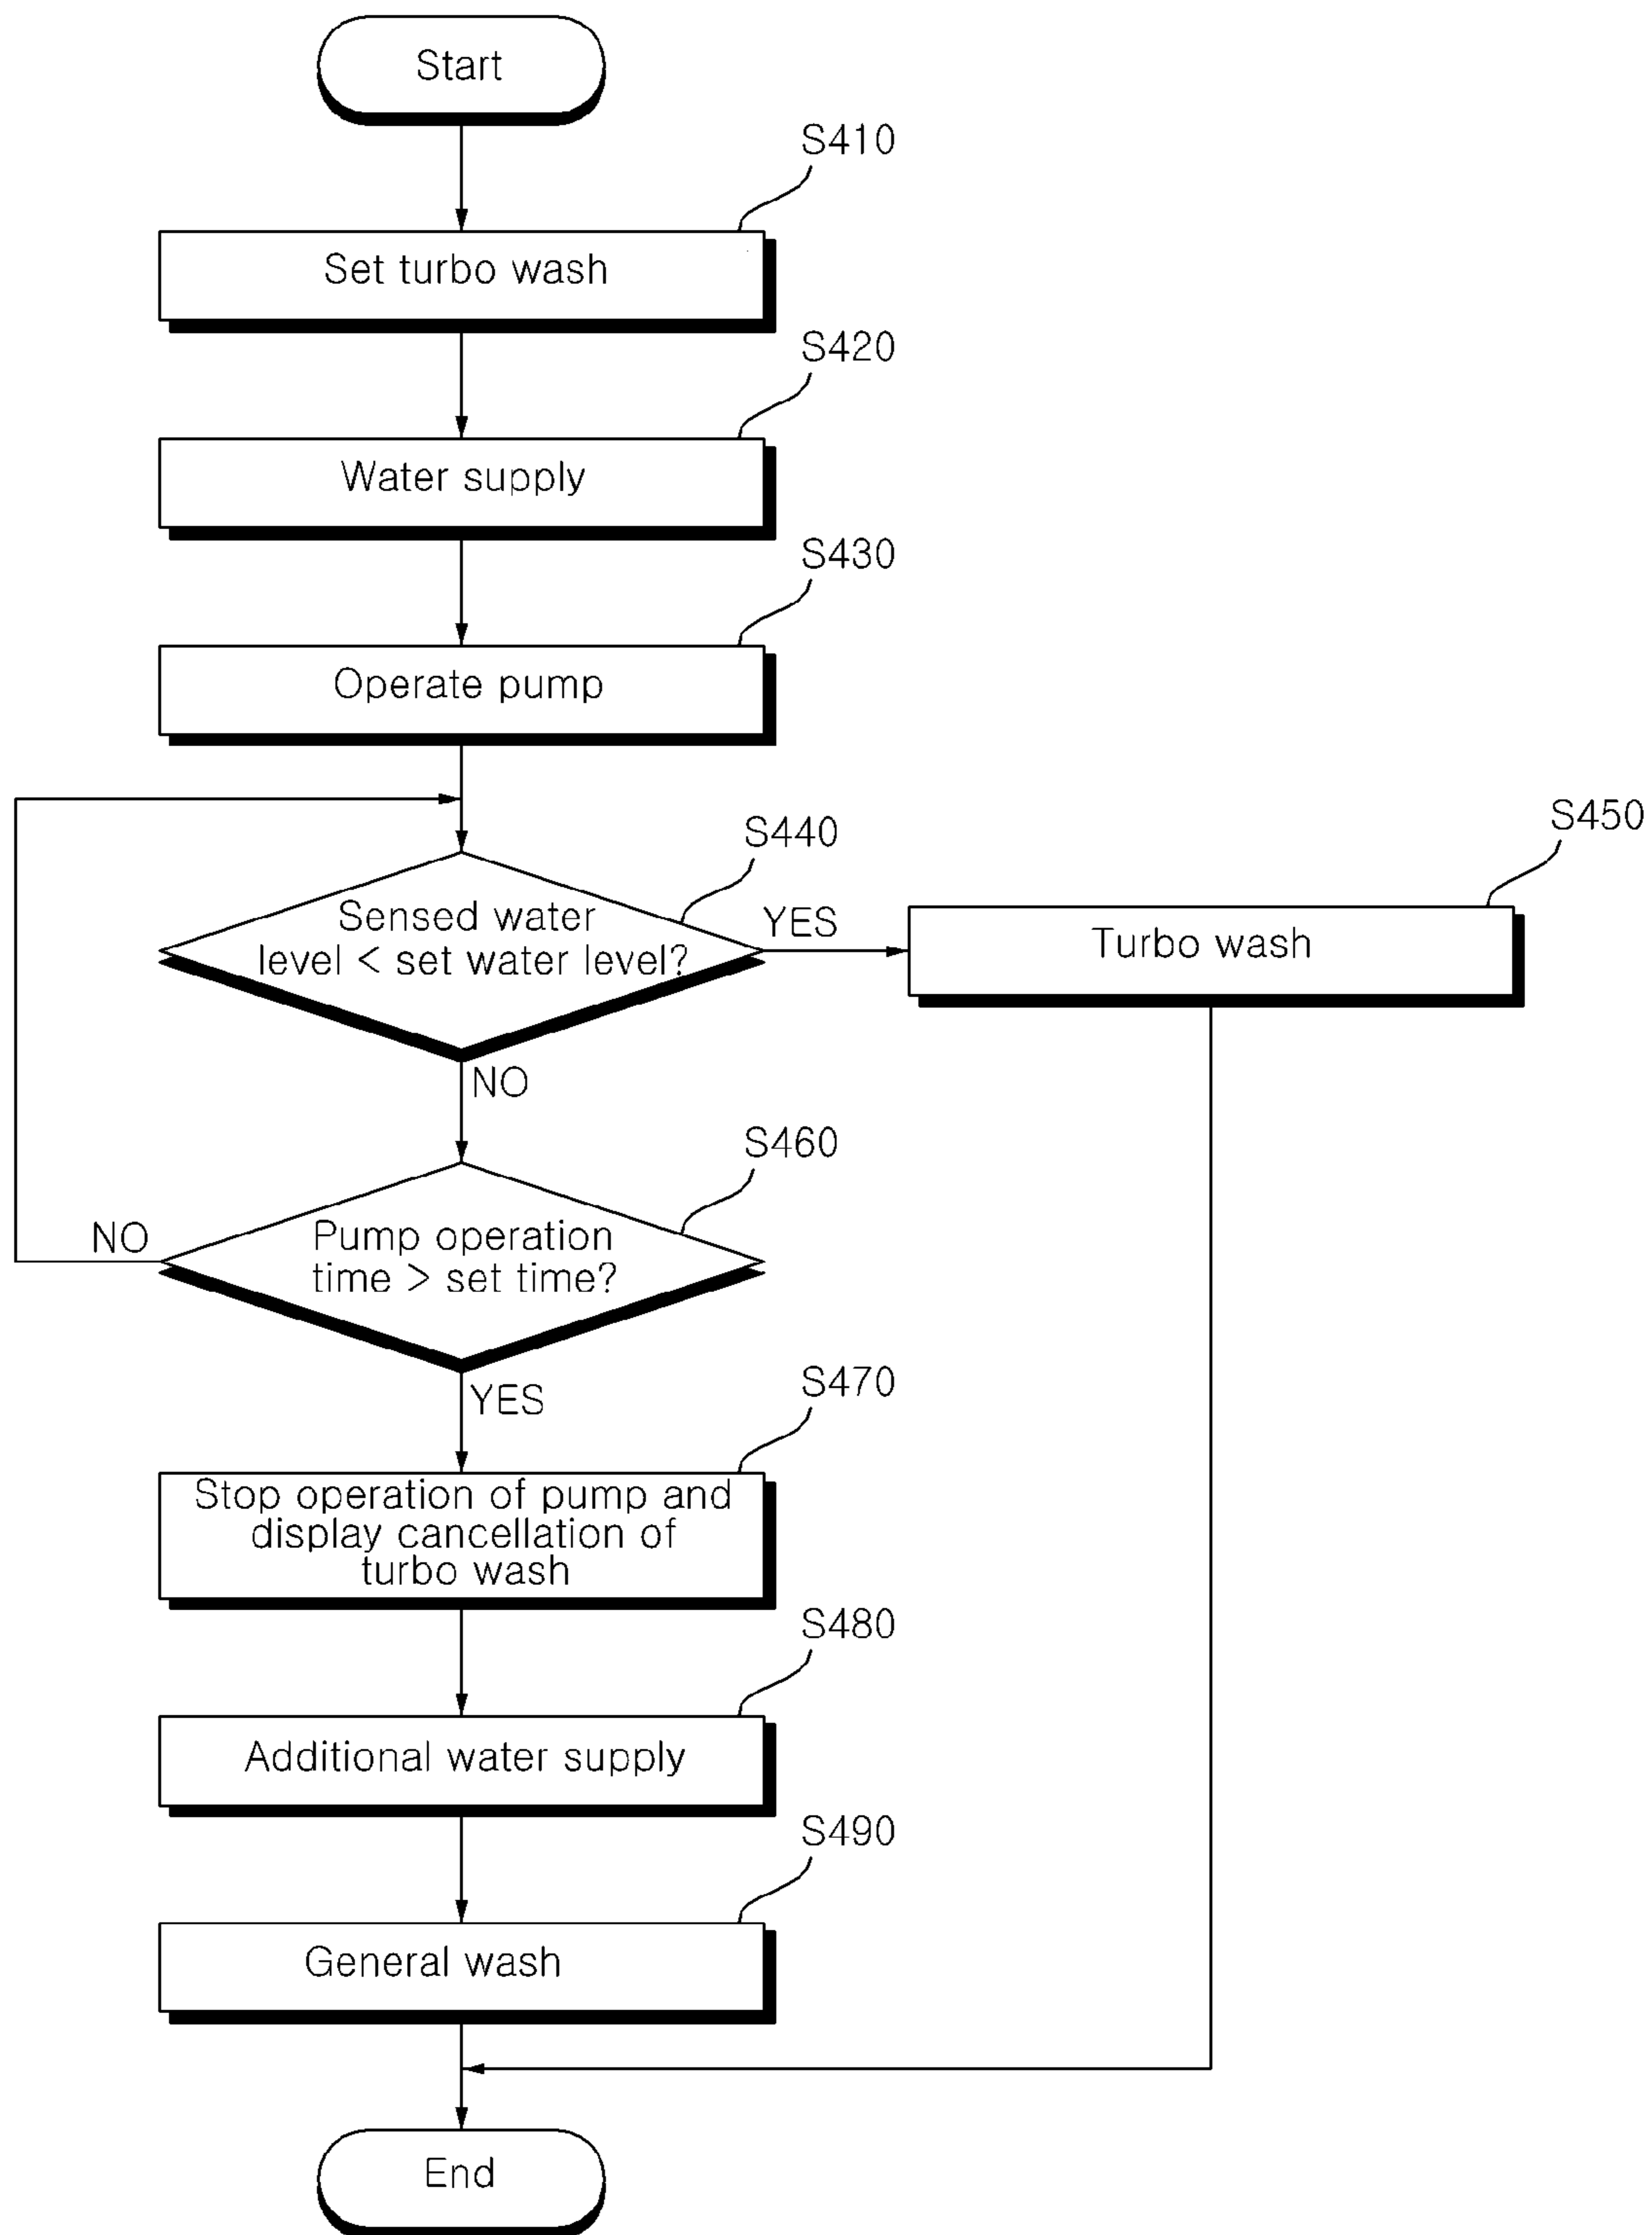 Start
S410
Set turbo wash
S420
Water supply
S430
Operate pump
S440
Sensed water
level < set water level?
YES
S450
Turbo wash
NO
S460
Pump operation
time > set time?
NO
YES
S470
Stop operation of pump and
display cancellation of
turbo wash
S480
Additional water supply
S490
General wash
End